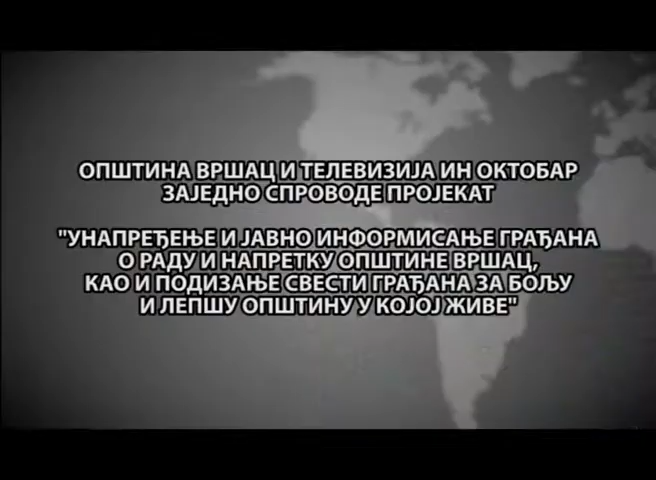 ОПШТИНА ВРШАЦ И ТЕЛЕВИЗИЈА ИН ОКТОБАР
ЗАЈЕДНО СПРОВОДЕ ПРОЈЕКАТ
"УНАПРЕЂЕЊЕ И ЈАВНО ИНФОРМИСАЊЕ ГРАЂАНА
О РАДУ И НАПРЕТКУ ОПШТИНЕ ВРШАЦ,
КАО И ПОДИЗАЊЕ СВЕСТИ ГРАЂАНА ЗА БОЉУ
И ЛЕПШУ ОПШТИНУ У КОЈОЈ ЖИВЕ"